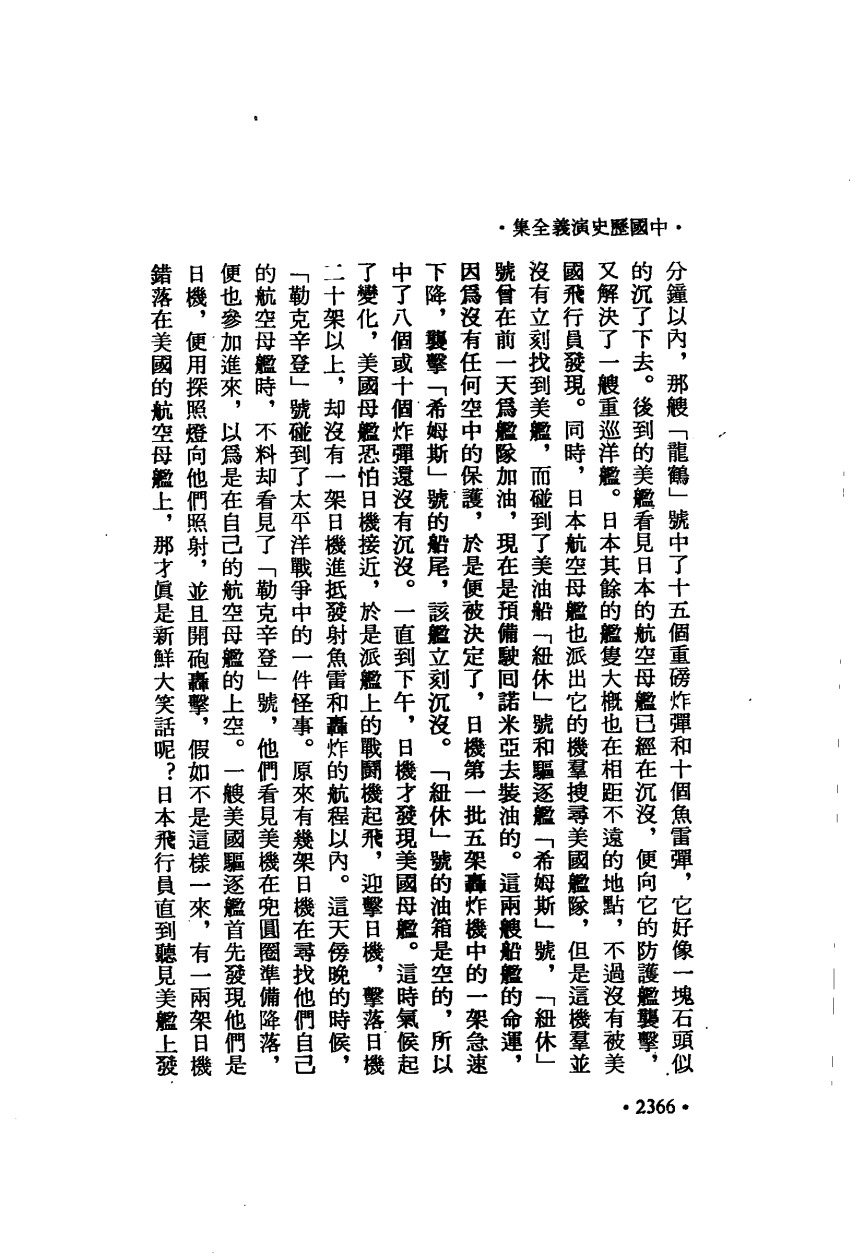 ·中國歷史演義全集·
分鐘以內，那艘「龍鶴」號中了十五個重磅炸彈和十個魚雷彈，它好像一塊石頭似
的沉了下去。後到的美艦看見日本的航空母艦已經在沉沒，便向它的防護艦襲擊，
又解決了一艘重巡洋艦。日本其餘的艦隻大概也在相距不遠的地點，不過沒有被美
國飛行員發現。同時，日本航空母艦也派出它的機羣搜尋美國艦隊，但是這機羣並
沒有立刻找到美艦，而碰到了美油船「紐休」號和驅逐艦「希姆斯」號，「紐休」
號曾在前一天爲艦隊加油，現在是預備駛回諾米亞去裝油的。這兩艘船艦的命運，
因爲沒有任何空中的保護，於是便被決定了，日機第一批五架轟炸機中的一架急速
下降，襲擊「希姆斯」號的船尾，該艦立刻沉沒。「紐休」號的油箱是空的，所以
中了八個或十個炸彈還沒有沉沒。一直到下午，日機才發現美國母艦。這時氣候起
了變化，美國母艦恐怕日機接近，於是派艦上的戰鬪機起飛，迎擊日機，擊落日機
二十架以上，却沒有一架日機進抵發射魚雷和轟炸的航程以內。這天傍晚的時候，
「勒克辛登」號碰到了太平洋戰爭中的一件怪事。原來有幾架日機在尋找他們自己
的航空母艦時，不料却看見了「勒克辛登」號，他們看見美機在兜圓圈準備降落，
便也參加進來，以爲是在自己的航空母艦的上空。一艘美國驅逐艦首先發現他們是
日機，便用探照燈向他們照射，並且開砲轟擊，假如不是這樣一來，有一兩架日機
錯落在美國的航空母艦上，那才眞是新鮮大笑話呢？日本飛行員直到聽見美艦上發
·2366·